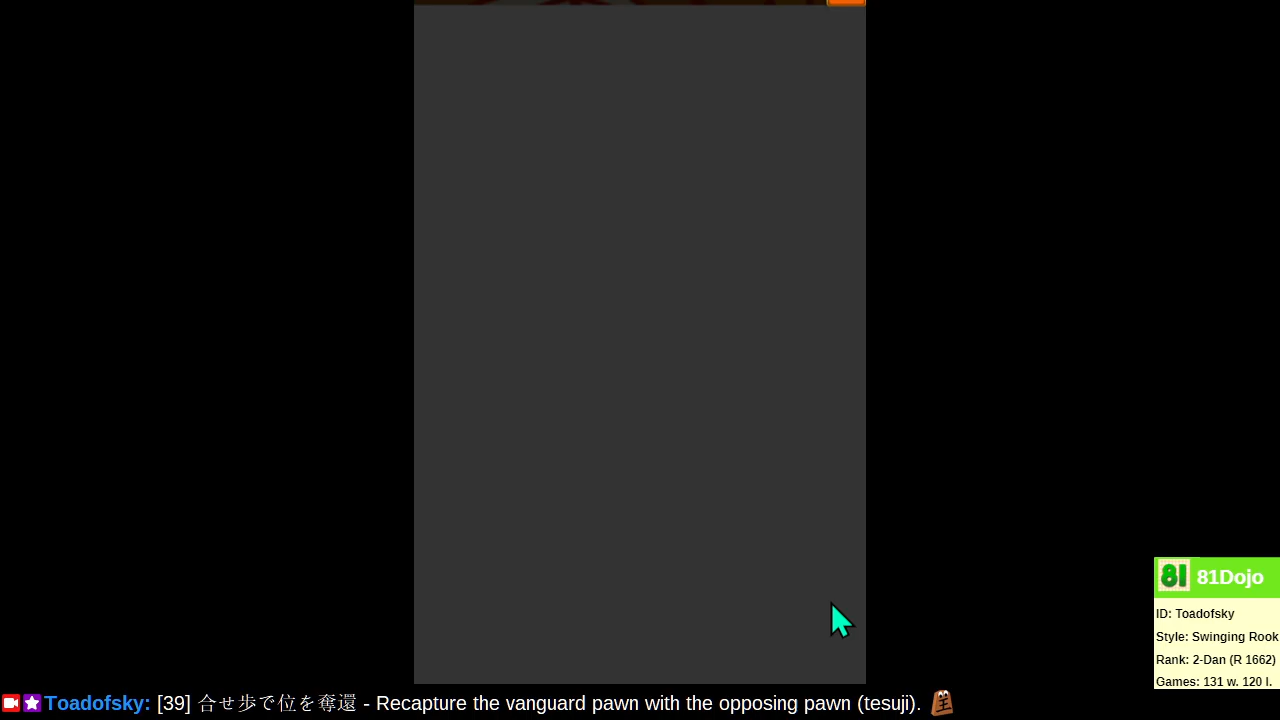 81 81Dojo
ID: Toadofsky
Style: Swinging Rook
Rank: 2-Dan (R 1662)
Games: 131 w. 120 l.
Toadofsky: [39] 合せ歩で位を奪還 - Recapture the vanguard pawn with the opposing pawn (tesuji).